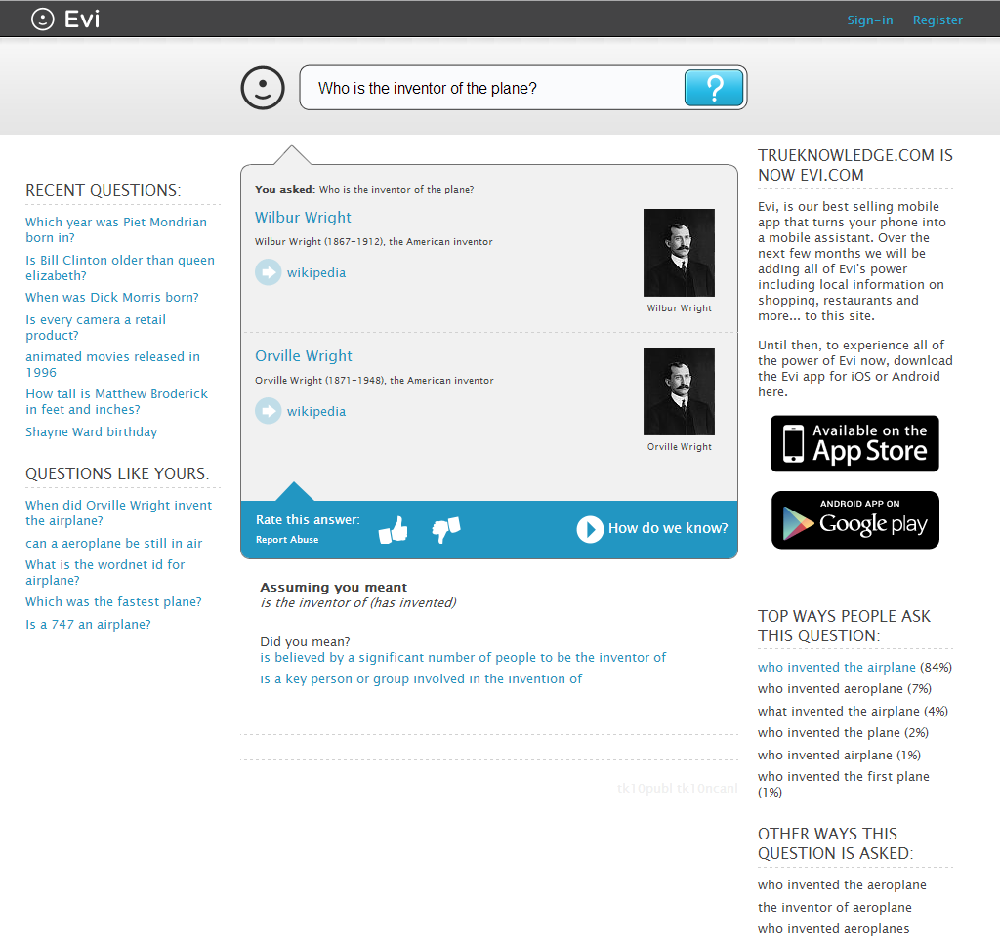 Evi
Sign-in Register
Who is the inventor of the plane?
?
RECENT QUESTIONS:
Which year was Piet Mondrian
born in?
Is Bill Clinton older than queen
elizabeth?
When was Dick Morris born?
Is every camera a retail
product?
animated movies released in
1996
How tall is Matthew Broderick
in feet and inches?
Shayne Ward birthday
QUESTIONS LIKE YOURS:
When did Orville Wright invent
the airplane?
can a aeroplane be still in air
What is the wordnet id for
airplane?
Which was the fastest plane?
Is a 747 an airplane?
You asked: Who is the inventor of the plane?
Wilbur Wright
Wilbur Wright (1867-1912), the American inventor
wikipedia
Wilbur Wright
Orville Wright
Orville Wright (1871-1948), the American inventor
wikipedia
Orville Wright
Rate this answer:
Report Abuse
How do we know?
Assuming you meant
is the inventor of (has invented)
Did you mean?
is believed by a significant number of people to be the inventor of
is a key person or group involved in the invention of
tk10publ tk10ncanl
TRUEKNOWLEDGE.COM IS
NOW EVI.COM
Evi, is our best selling mobile
app that turns your phone into
a mobile assistant. Over the
next few months we will be
adding all of Evi's power
including local information on
shopping, restaurants and
more... to this site.
Until then, to experience all of
the power of Evi now, download
the Evi app for iOS or Android
here.
Available on the
App Store
ANDROID APP ON
Google play
TOP WAYS PEOPLE ASK
THIS QUESTION:
who invented the airplane (84%)
who invented aeroplane (7%)
what invented the airplane (4%)
who invented the plane (2%)
who invented airplane (1%)
who invented the first plane
(1%)
OTHER WAYS THIS
QUESTION IS ASKED:
who invented the aeroplane
the inventor of aeroplane
who invented aeroplanes